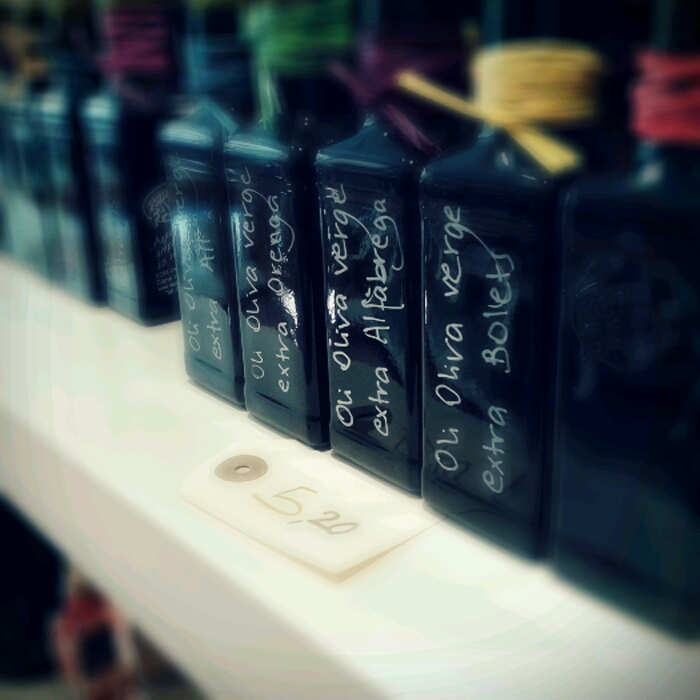 Oli Oliva verge
extra All
Oli Oliva verge
extra Orenga
Oli Oliva verge
extra Alfàbrega
Oli Oliva verge
extra Bolets
5,20